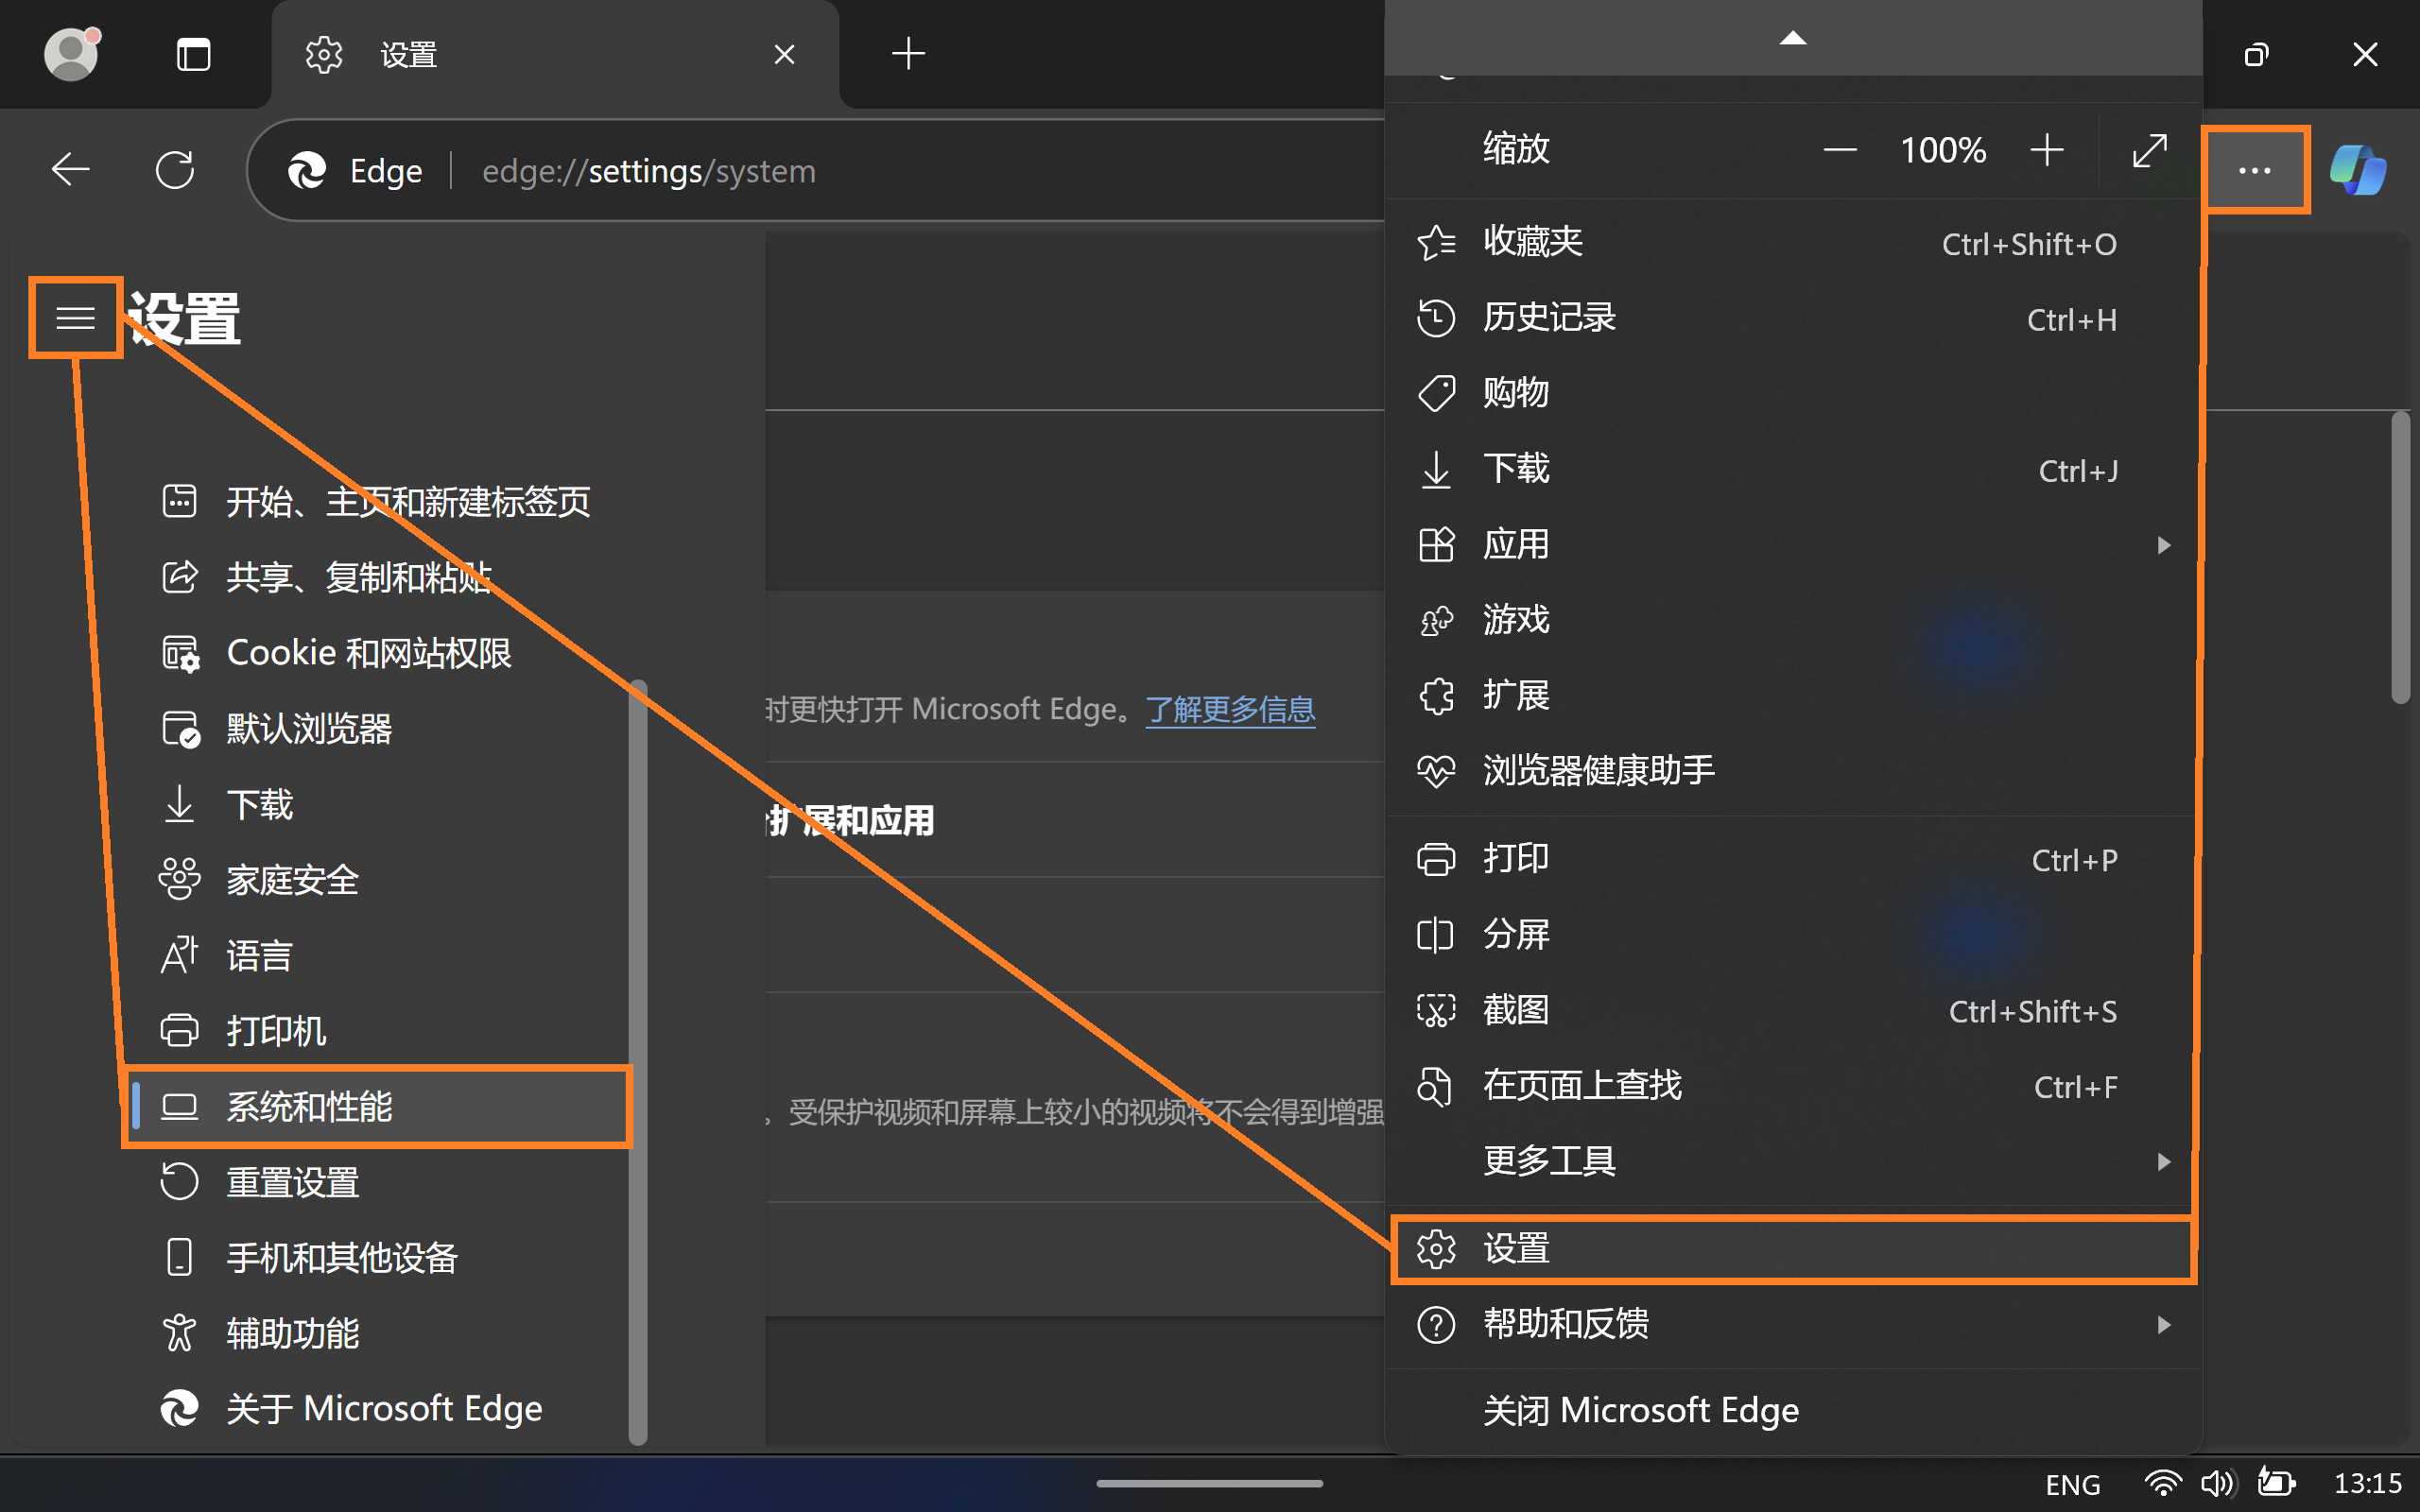 设置
Edge
edge://settings/system
设置
开始、主页和新建标签页
共享、复制和粘贴
Cookie 和网站权限
默认浏览器
下载
家庭安全
语言
打印机
系统和性能
重置设置
手机和其他设备
辅助功能
关于 Microsoft Edge
时更快打开 Microsoft Edge。了解更多信息
扩展和应用
。受保护视频和屏幕上较小的视频将不会得到增强
缩放
100%
收藏夹 Ctrl+Shift+O
历史记录 Ctrl+H
购物
下载 Ctrl+J
应用
游戏
扩展
浏览器健康助手
打印 Ctrl+P
分屏
截图 Ctrl+Shift+S
在页面上查找 Ctrl+F
更多工具
设置
帮助和反馈
关闭 Microsoft Edge
ENG
13:15